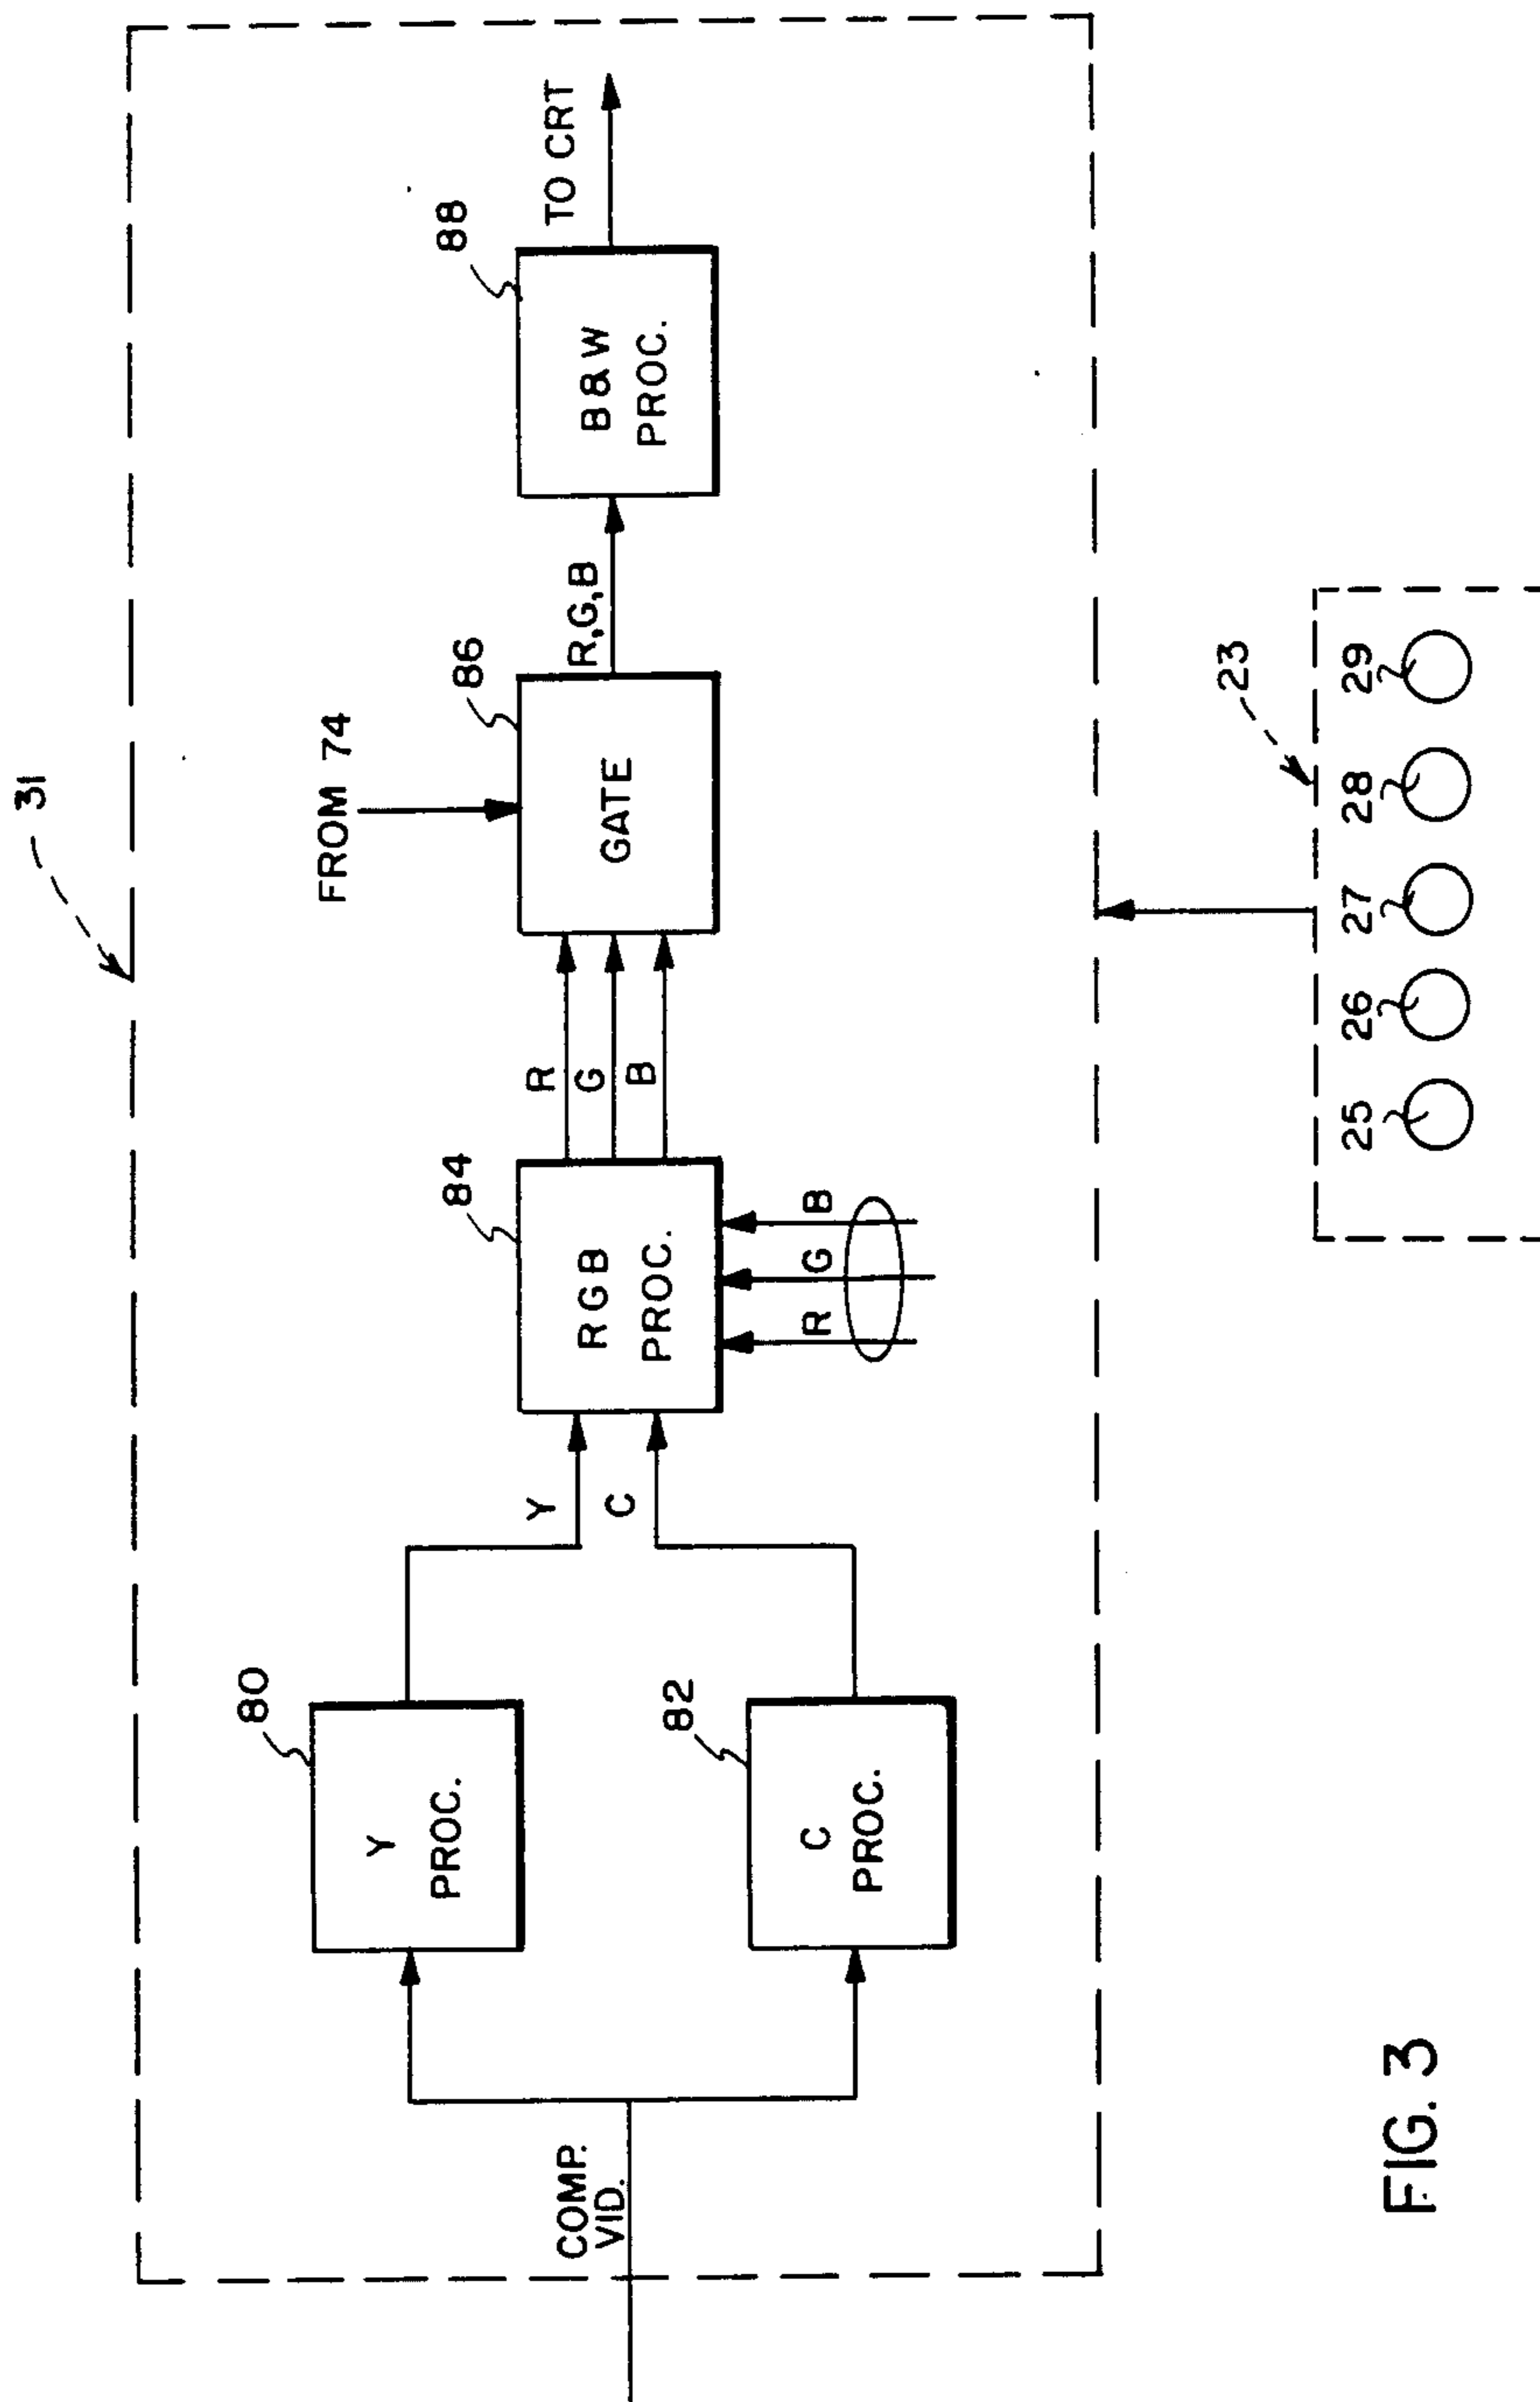 31
COMP.
VID.
80
Y
PROC.
82
C
PROC.
Y
C
84
RGB
PROC.
R
G
B
R
G
B
FROM 74
86
GATE
R,G,B
88
B&W
PROC.
TO CRT
23
25
26
27
28
29
FIG. 3